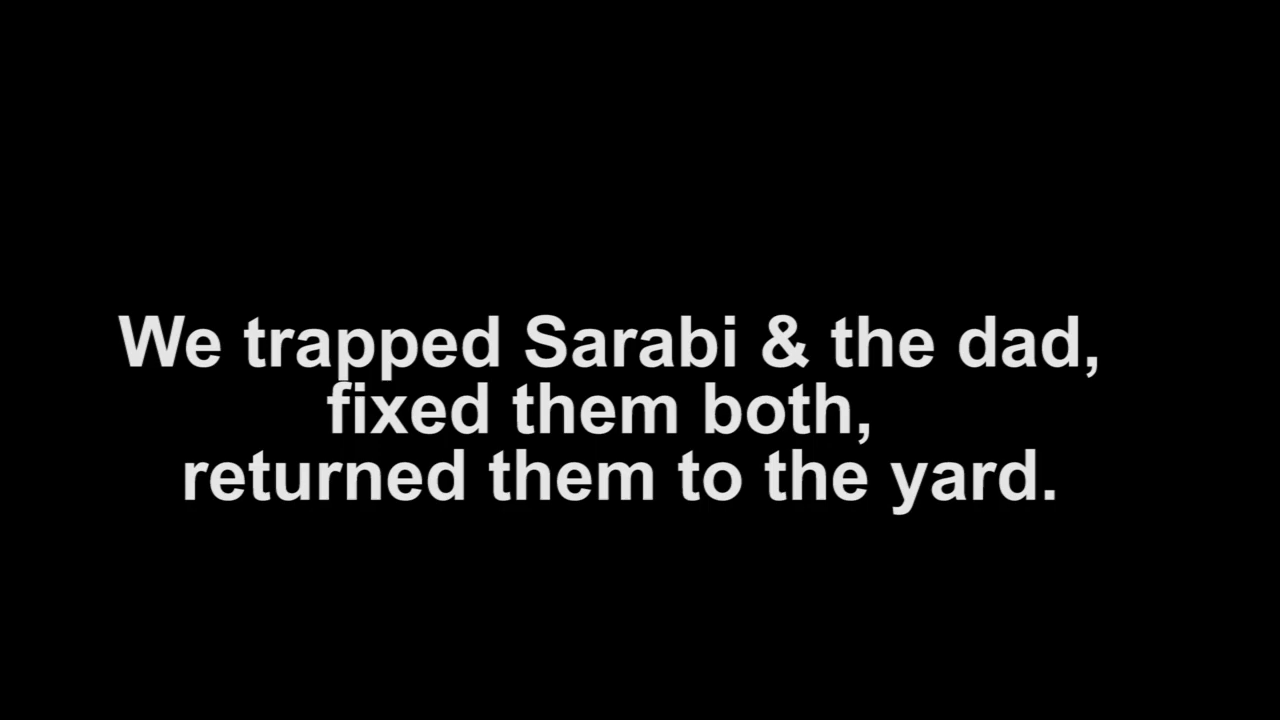 We trapped Sarabi & the dad,
fixed them both,
returned them to the yard.